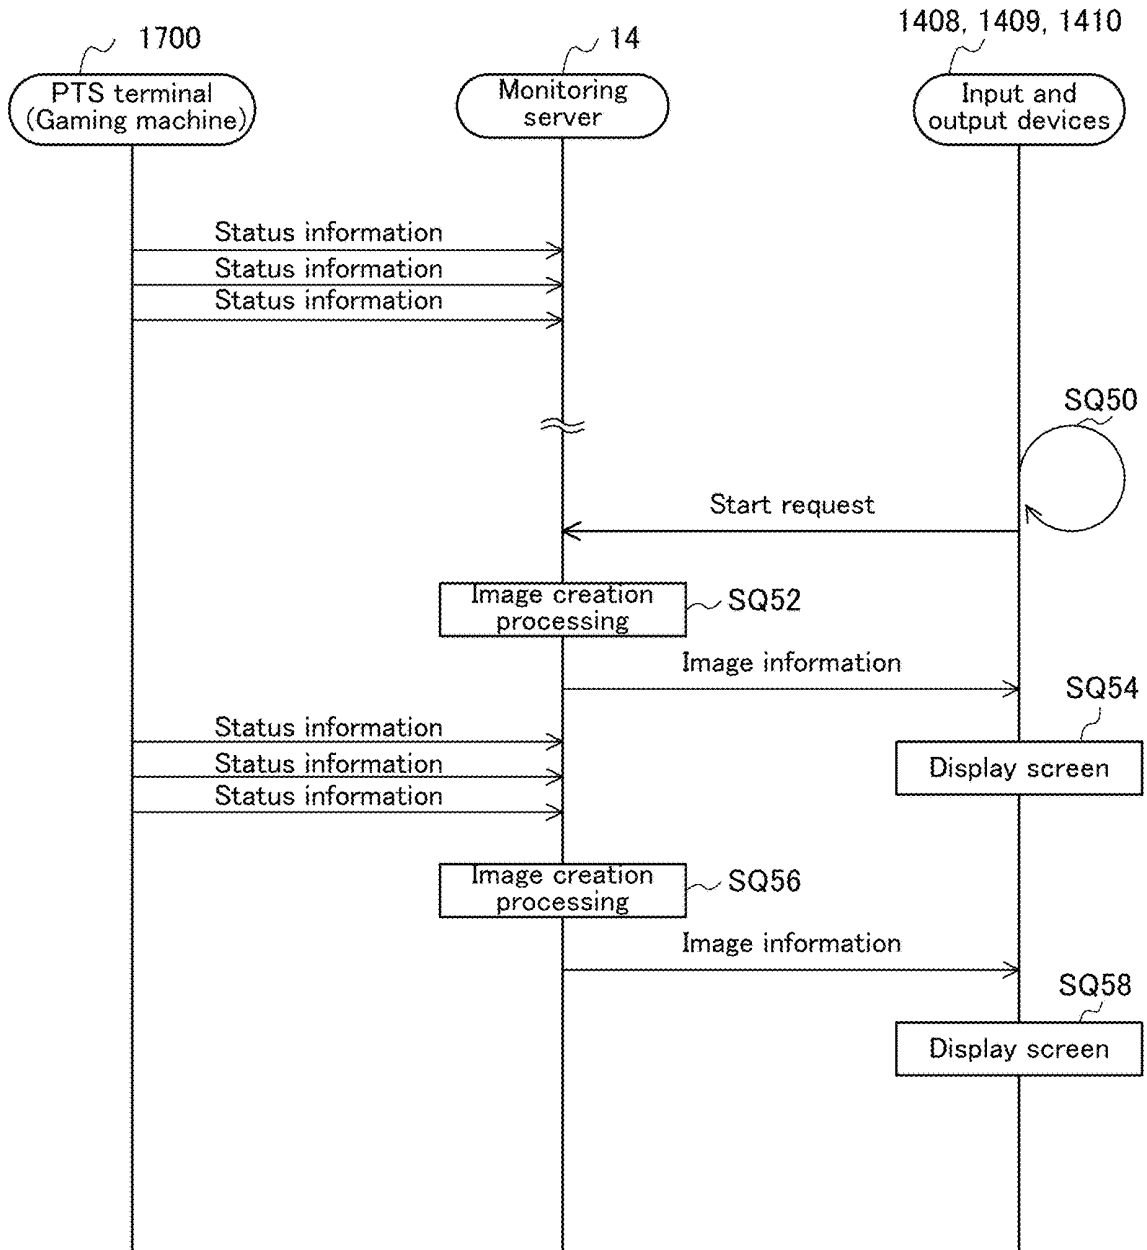 1700
14
1408, 1409, 1410
PTS terminal
(Gaming machine)
Monitoring
server
Input and
output devices
Status information
Status information
Status information
SQ50
Start request
Image creation
processing
SQ52
Image information
SQ54
Status information
Display screen
Status information
Status information
Image creation
processing
SQ56
Image information
SQ58
Display screen